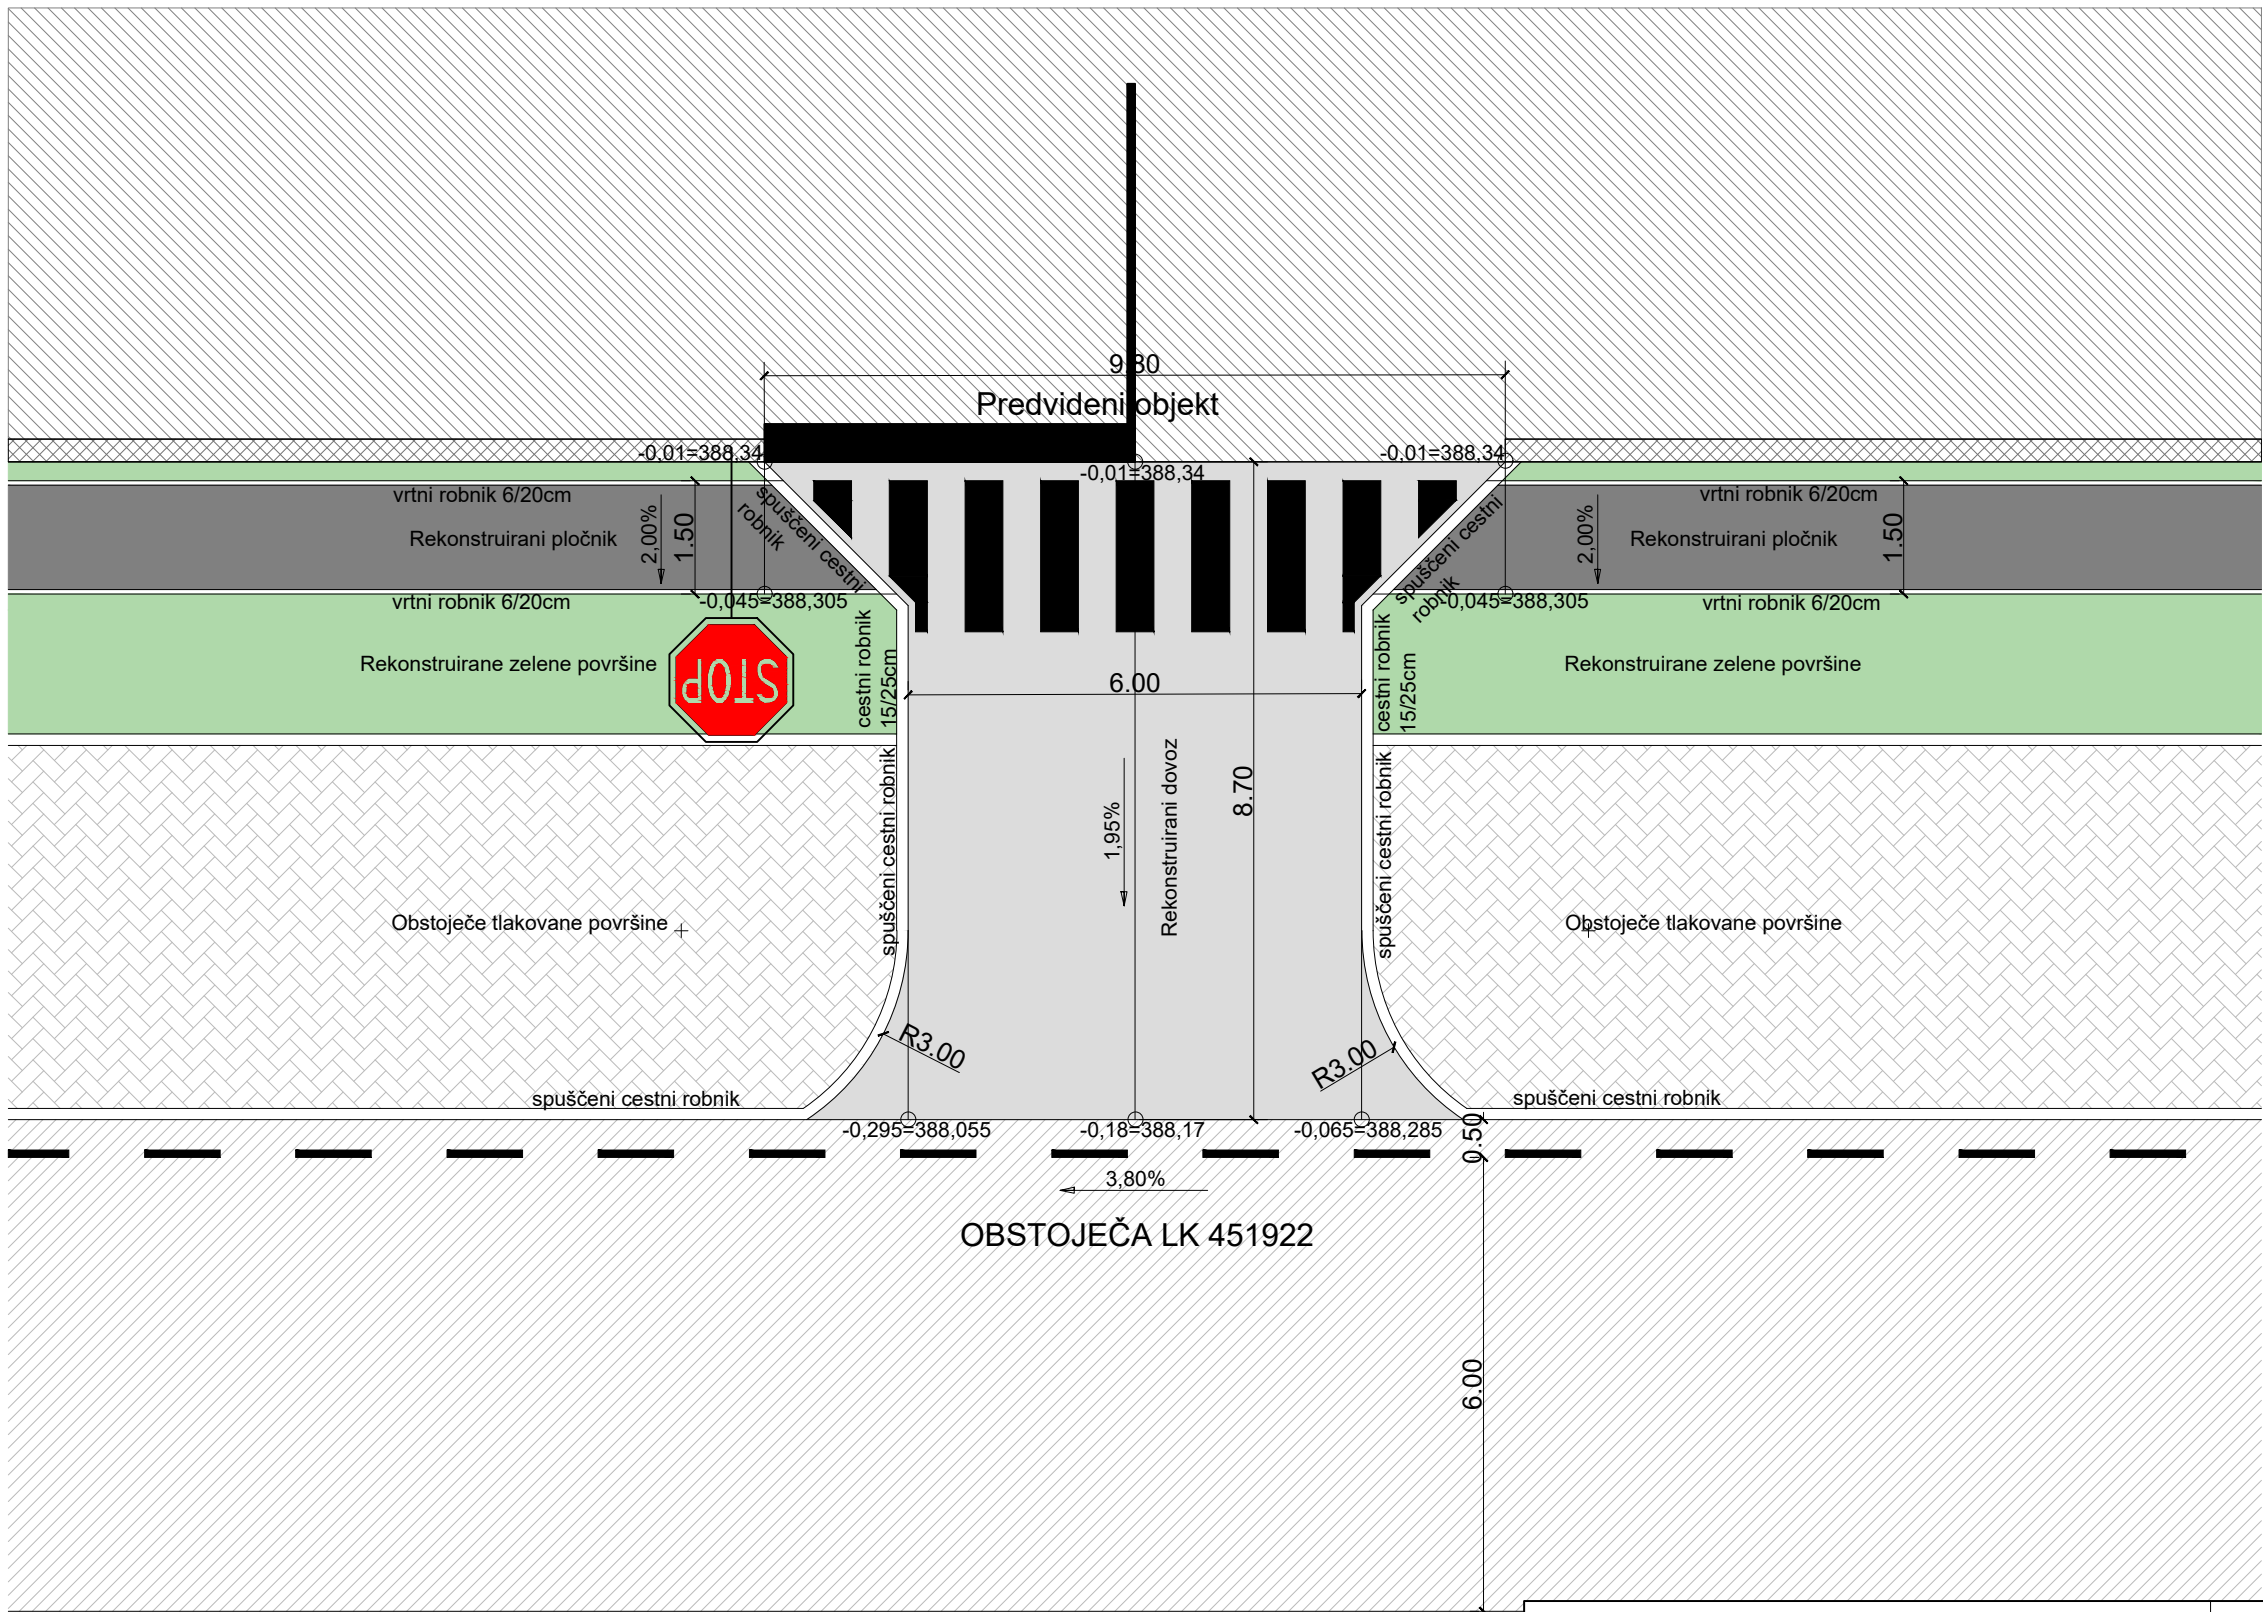 9.80
Predvideni objekt
-0,01=388,34
-0,01=388,34
-0,01=388,34
vrtni robnik 6/20cm
spuščeni cestni
robnik
spuščeni cestni
robnik
vrtni robnik 6/20cm
2,00%
1.50
Rekonstruirani pločnik
2,00%
Rekonstruirani pločnik
1.50
vrtni robnik 6/20cm
-0,045=388,305
-0,045=388,305
vrtni robnik 6/20cm
Rekonstruirane zelene površine
STOP
cestni robnik
15/25cm
6.00
cestni robnik
15/25cm
Rekonstruirane zelene površine
spuščeni cestni robnik
1,95%
Rekonstruirani dovoz
8.70
spuščeni cestni robnik
Obstoječe tlakovane površine
Obstoječe tlakovane površine
R3.00
R3.00
spuščeni cestni robnik
spuščeni cestni robnik
-0,295=388,055
-0,18=388,17
-0,065=388,285
0.50
3,80%
OBSTOJEČA LK 451922
6.00